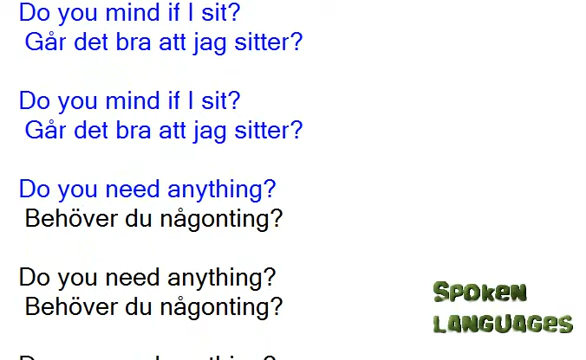 Do you mind if I sit?
Går det bra att jag sitter?
Do you mind if I sit?
Går det bra att jag sitter?
Do you need anything?
Behöver du någonting?
Do you need anything?
Behöver du någonting?
SPOKEN
LANGUAGES